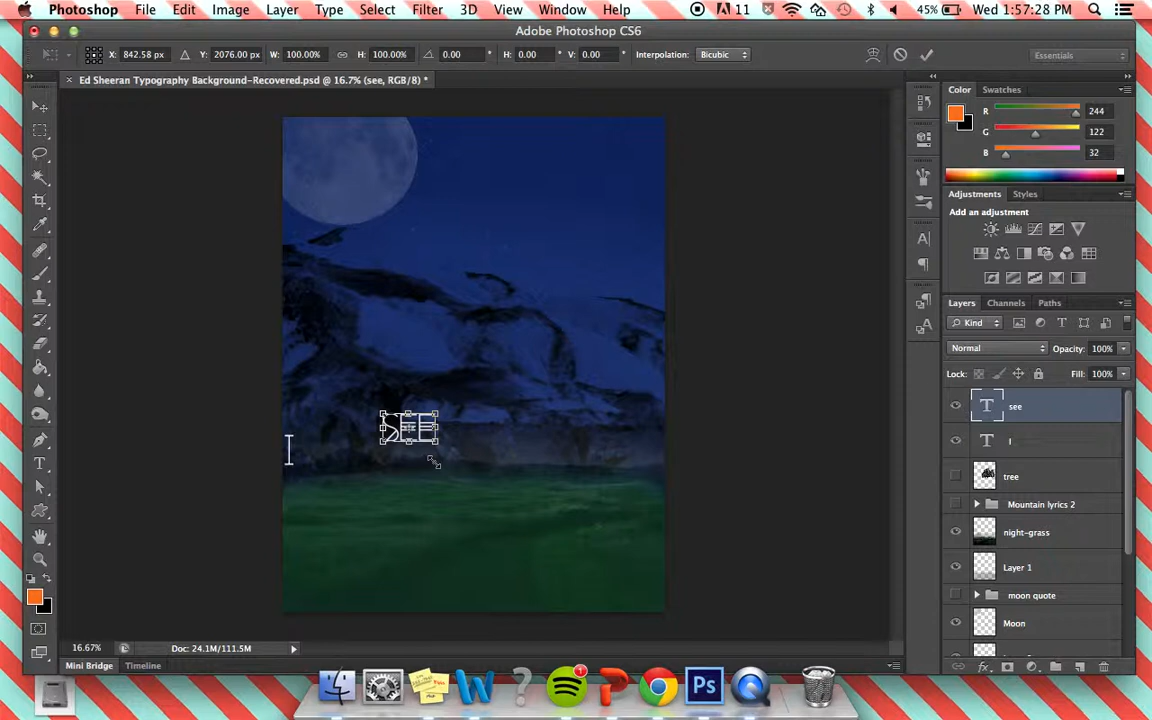 Photoshop File Edit Image Layer Type Select Filter 3D View Window Help 11 45% Wed 1:57:28 PM
Adobe Photoshop CS6
X: 842.58 px Y: 2076.00 px W: 100.00% H: 100.00% 0.00 ° H: 0.00 ° V: 0.00 ° Interpolation: Bicubic Essentials
Ed Sheeran Typography Background-Recovered.psd @ 16.7% (see, RGB/8) *
Color Swatches
R 244
G 122
B 32
Adjustments Styles
Add an adjustment
Layers Channels Paths
Kind
Normal Opacity: 100%
Lock: Fill: 100%
see
I
tree
Mountain lyrics 2
night-grass
Layer 1
moon quote
Moon
I
SEE
16.67% Doc: 24.1M/111.5M
Mini Bridge Timeline
Ps